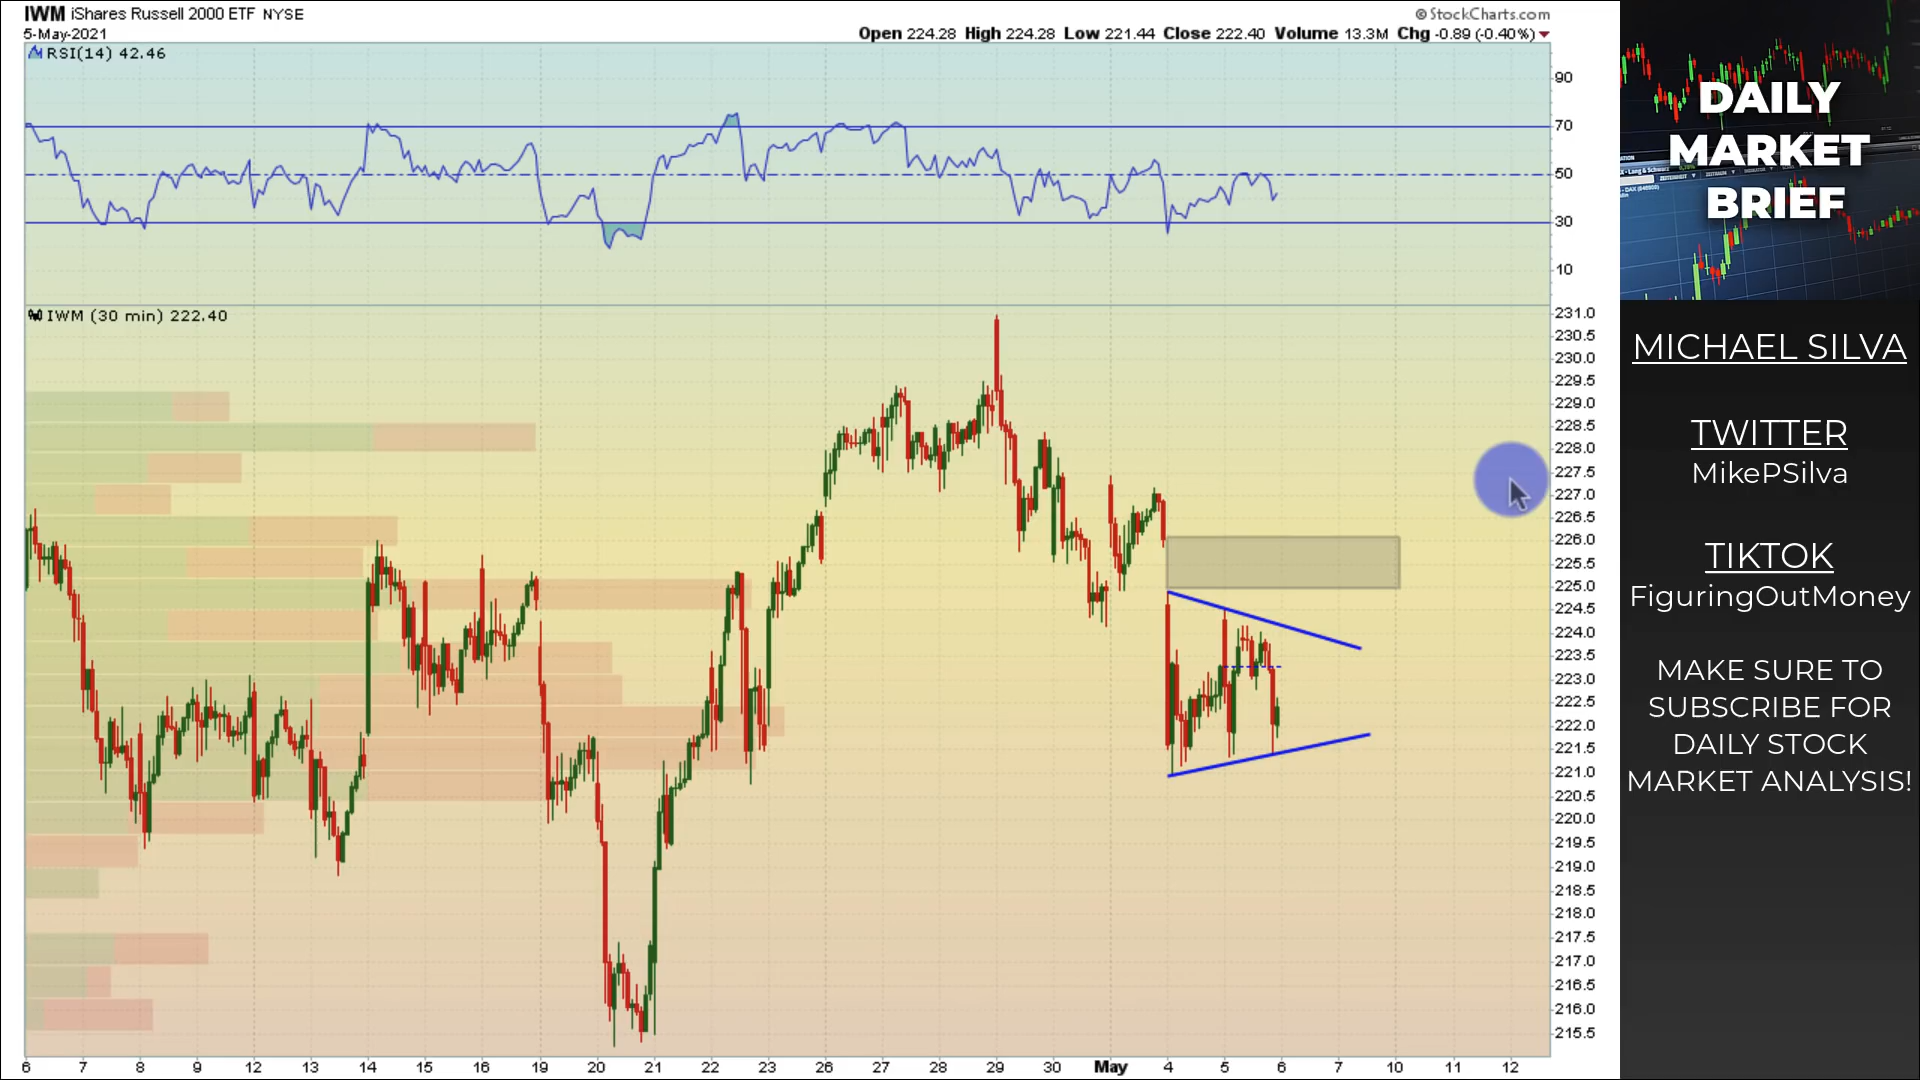 IWM iShares Russell 2000 ETF NYSE
© StockCharts.com
5-May-2021
Open 224.28 High 224.28 Low 221.44 Close 222.40 Volume 13.3M Chg -0.89 (-0.40%)
RSI(14) 42.46
90
70
50
30
10
IWM (30 min) 222.40
231.0
230.5
230.0
229.5
229.0
228.5
228.0
227.5
227.0
226.5
226.0
225.5
225.0
224.5
224.0
223.5
223.0
222.5
222.0
221.5
221.0
220.5
220.0
219.5
219.0
218.5
218.0
217.5
217.0
216.5
216.0
215.5
6 7 8 9 12 13 14 15 16 19 20 21 22 23 26 27 28 29 30 May 4 5 6 7 10 11 12
DAILY
MARKET
BRIEF
MICHAEL SILVA
TWITTER
MikePSilva
TIKTOK
FiguringOutMoney
MAKE SURE TO
SUBSCRIBE FOR
DAILY STOCK
MARKET ANALYSIS!